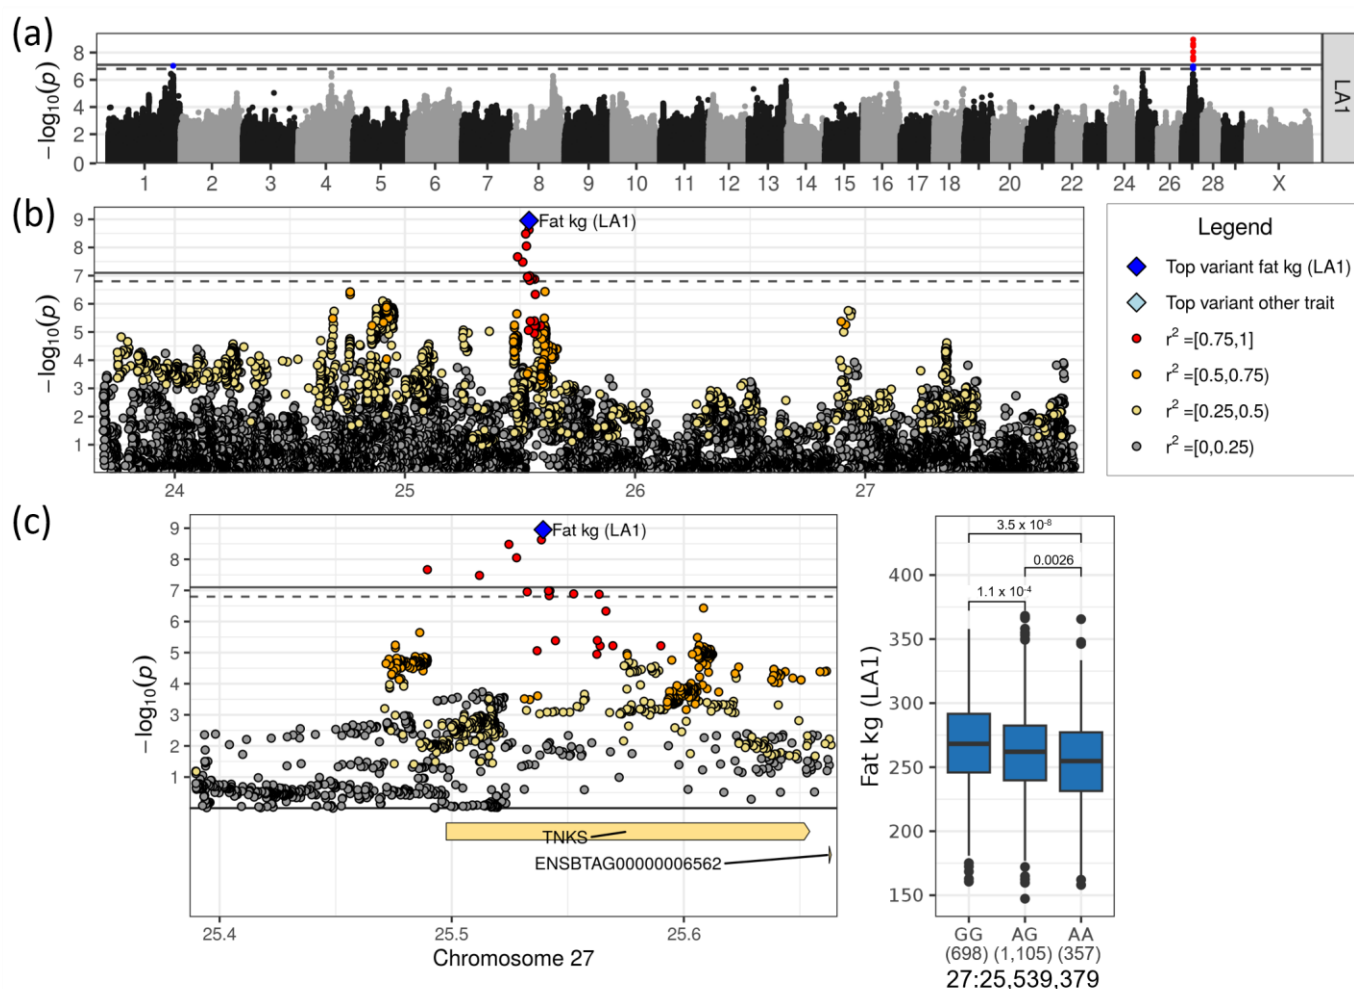 (a)
−log10(p)
8
6
4
2
0
1 2 3 4 5 6 7 8 9 10 11 12 13 14 15 16 17 18 20 22 24 26 28 X
LA1
(b)
−log10(p)
9
8
7
6
5
4
3
2
1
Fat kg (LA1)
24 25 26 27
Legend
Top variant fat kg (LA1)
Top variant other trait
r² =[0.75,1]
r² =[0.5,0.75)
r² =[0.25,0.5)
r² =[0,0.25)
(c)
−log10(p)
9
8
7
6
5
4
3
2
1
Fat kg (LA1)
TNKS
ENSBTAG00000006562
25.4 25.5 25.6
Chromosome 27
Fat kg (LA1)
400
350
300
250
200
150
3.5 x 10⁻⁸
0.0026
1.1 x 10⁻⁴
GG AG AA
(698) (1,105) (357)
27:25,539,379